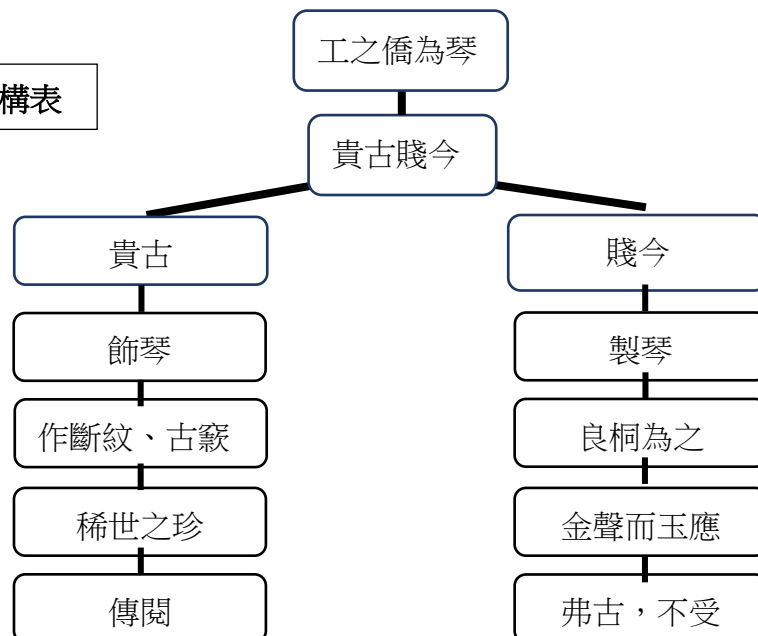 工之僑為琴
構表
貴古賤今
貴古
賤今
飾琴
製琴
作斷紋、古窾
良桐為之
稀世之珍
金聲而玉應
傳閱
弗古，不受